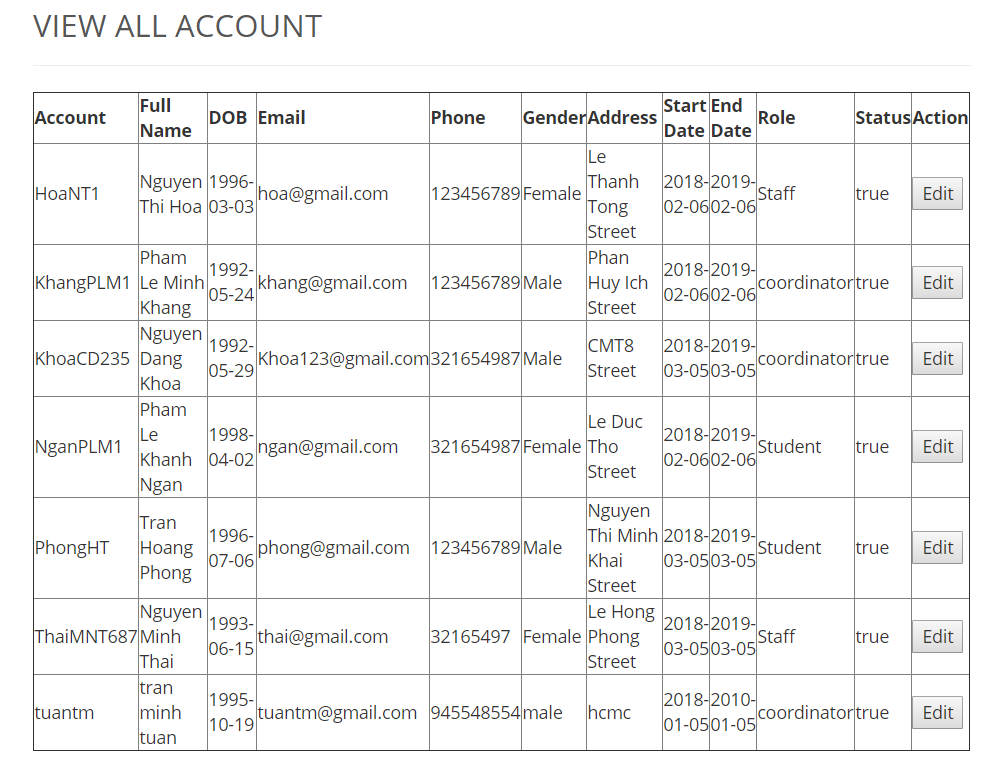 VIEW ALL ACCOUNT
Account Full Name DOB Email Phone Gender Address Start Date End Date Role Status Action
HoaNT1 Nguyen Thi Hoa 1996-03-03 hoa@gmail.com 123456789 Female Le Thanh Tong Street 2018-02-06 2019-02-06 Staff true Edit
KhangPLM1 Pham Le Minh Khang 1992-05-24 khang@gmail.com 123456789 Male Phan Huy Ich Street 2018-02-06 2019-02-06 coordinator true Edit
KhoaCD235 Nguyen Dang Khoa 1992-05-29 Khoa123@gmail.com 321654987 Male CMT8 Street 2018-03-05 2019-03-05 coordinator true Edit
NganPLM1 Pham Le Khanh Ngan 1998-04-02 ngan@gmail.com 321654987 Female Le Duc Tho Street 2018-02-06 2019-02-06 Student true Edit
PhongHT Tran Hoang Phong 1996-07-06 phong@gmail.com 123456789 Male Nguyen Thi Minh Khai Street 2018-03-05 2019-03-05 Student true Edit
ThaiMNT687 Nguyen Minh Thai 1993-06-15 thai@gmail.com 32165497 Female Le Hong Phong Street 2018-03-05 2019-03-05 Staff true Edit
tuantm tran minh tuan 1995-10-19 tuantm@gmail.com 945548554 male hcmc 2018-01-05 2010-01-05 coordinator true Edit